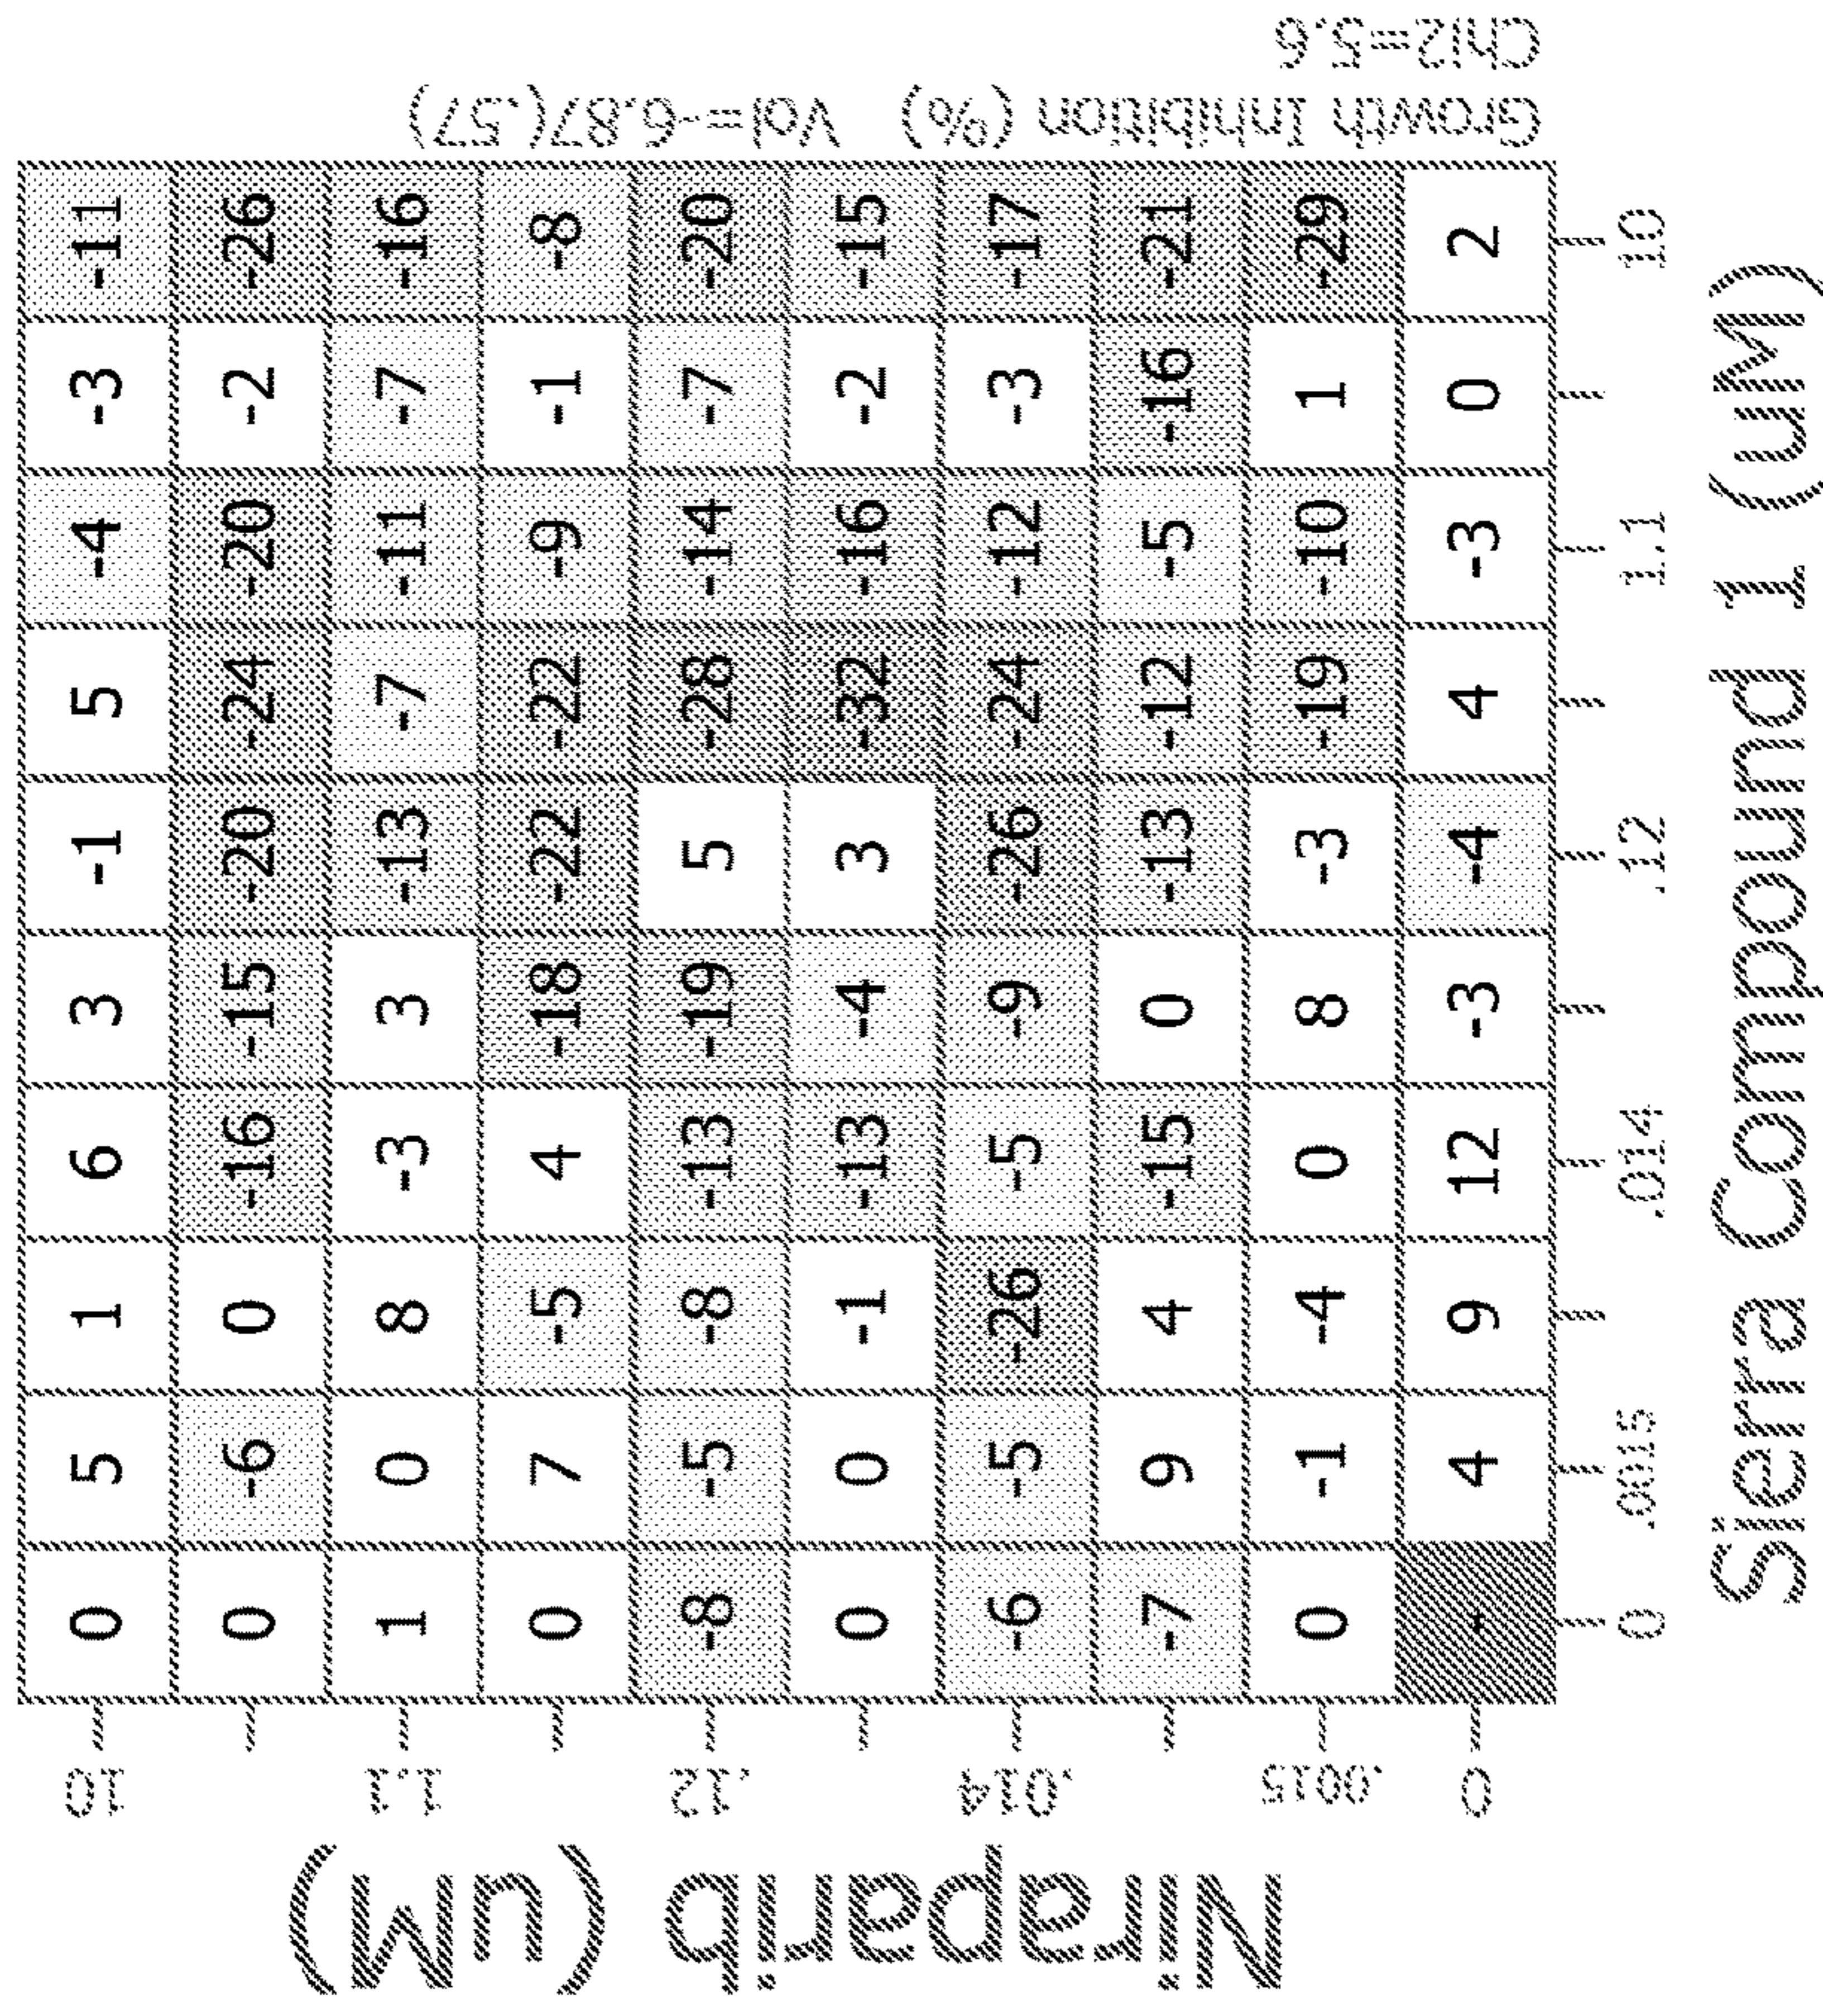 Niraparib (uM)
10 0 5 1 6 3 -1 5 -4 -3 -11
0 -6 0 -16 -15 -20 -24 -20 -2 -26
1.1 1 0 8 -3 3 -13 -7 -11 -7 -16
0 7 -5 4 -18 -22 -22 -9 -1 -8
.12 -8 -5 -8 -13 -19 5 -28 -14 -7 -20
0 0 -1 -13 -4 3 -32 -16 -2 -15
.014 -6 -5 -26 -5 -9 -26 -24 -12 -3 -17
-7 9 4 -15 0 -13 -12 -5 -16 -21
.0015 0 -1 -4 0 8 -3 -19 -10 1 -29
0 - 4 9 12 -3 -4 4 -3 0 2
0 .0015 .014 .12 1.1 10
Sierra Compound 1 (uM)
Growth Inhibition (%) Vol=-6.87(.57)
Chi2=5.6